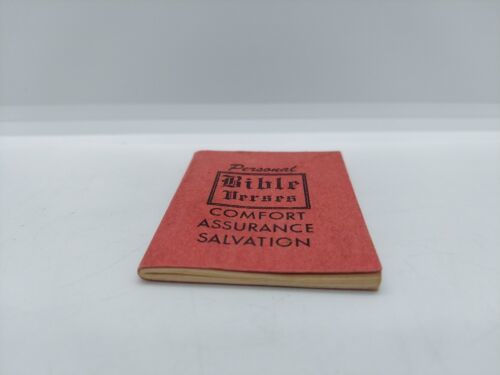 Personal
Bible
Verses
COMFORT
ASSURANCE
SALVATION